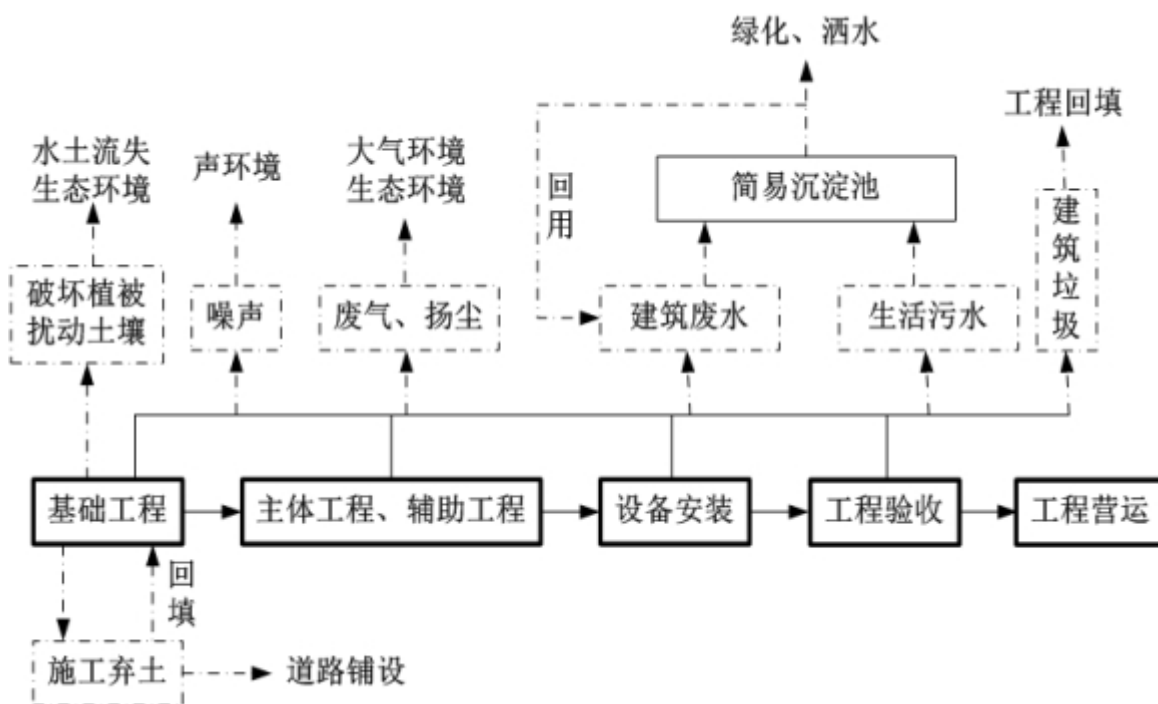 绿化、洒水
工程回填
水土流失
生态环境
声环境
大气环境
生态环境
回用
简易沉淀池
建筑垃圾
破坏植被
扰动土壤
噪声
废气、扬尘
建筑废水
生活污水
基础工程
主体工程、辅助工程
设备安装
工程验收
工程营运
回填
施工弃土
道路铺设